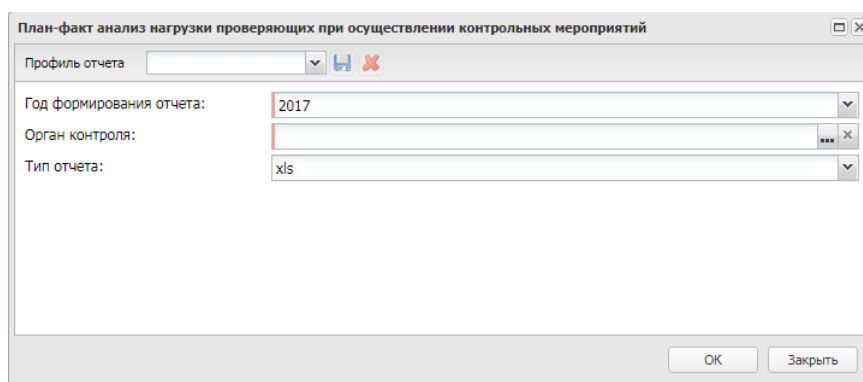 План-факт анализ нагрузки проверяющих при осуществлении контрольных мероприятий
Профиль отчета
Год формирования отчета: 2017
Орган контроля:
Тип отчета: xls
OK Закрыть